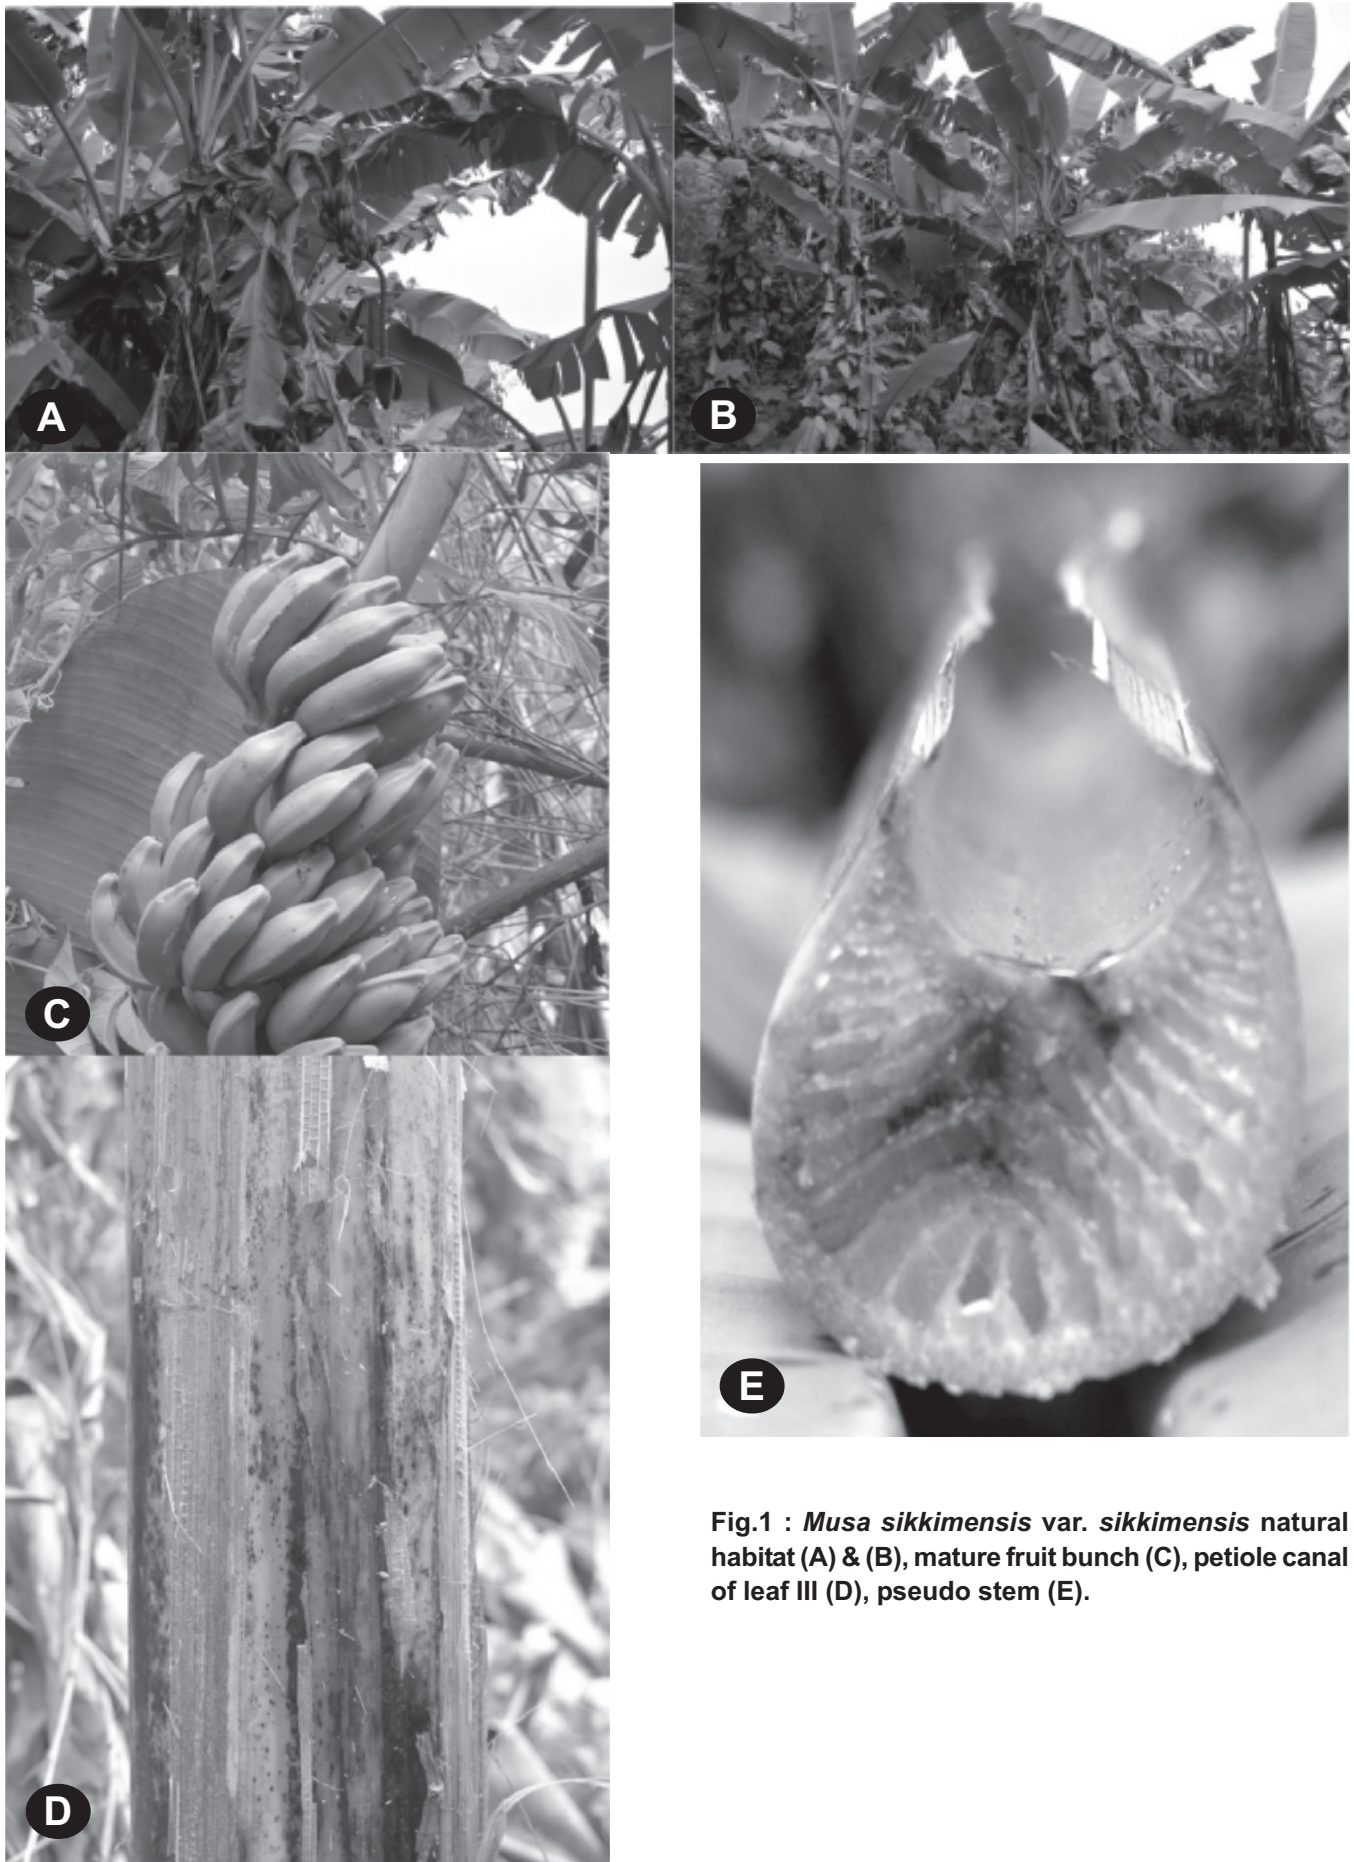 A
B
C
D
E
Fig.1 : Musa sikkimensis var. sikkimensis natural
habitat (A) & (B), mature fruit bunch (C), petiole canal
of leaf III (D), pseudo stem (E).